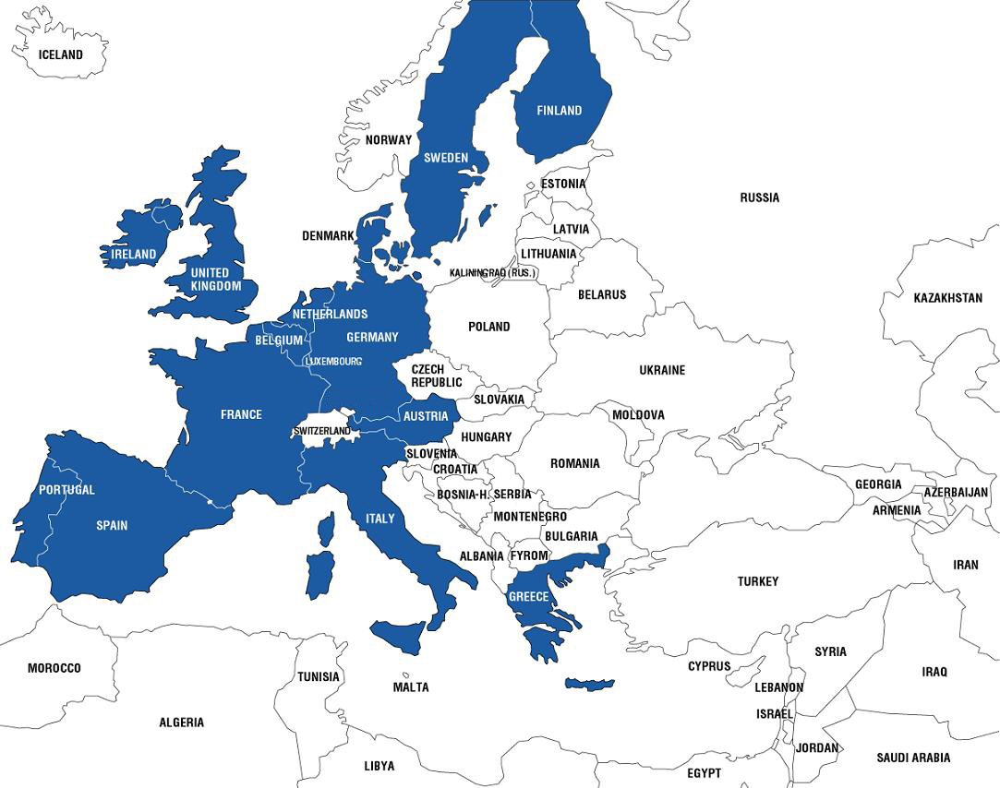 ICELAND
NORWAY
FINLAND
SWEDEN
ESTONIA
RUSSIA
LATVIA
DENMARK
LITHUANIA
IRELAND
KALININGRAD (RUS.)
UNITED
KINGDOM
BELARUS
KAZAKHSTAN
NETHERLANDS
POLAND
BELGIUM
GERMANY
LUXEMBOURG
CZECH
REPUBLIC
UKRAINE
SLOVAKIA
FRANCE
AUSTRIA
MOLDOVA
SWITZERLAND
HUNGARY
SLOVENIA
ROMANIA
CROATIA
PORTUGAL
GEORGIA
BOSNIA-H.
SERBIA
AZERBAIJAN
ARMENIA
SPAIN
ITALY
MONTENEGRO
BULGARIA
ALBANIA
FYROM
IRAN
TURKEY
GREECE
SYRIA
MOROCCO
CYPRUS
IRAQ
TUNISIA
MALTA
LEBANON
ISRAEL
ALGERIA
JORDAN
SAUDI ARABIA
LIBYA
EGYPT